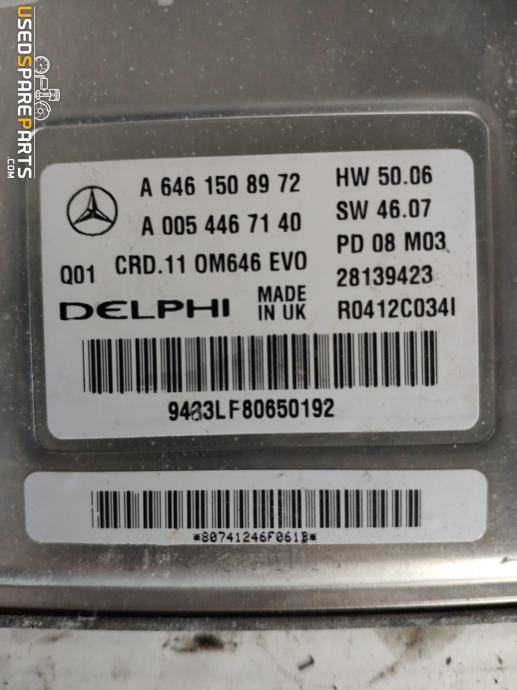 USEDSPAREPARTS.COM
A 646 150 89 72 HW 50.06
A 005 446 71 40 SW 46.07
PD 08 M03
Q01 CRD.11 OM646 EVO 28139423
DELPHI MADE IN UK R0412C034I
9433LF80650192
*80741246F061B*